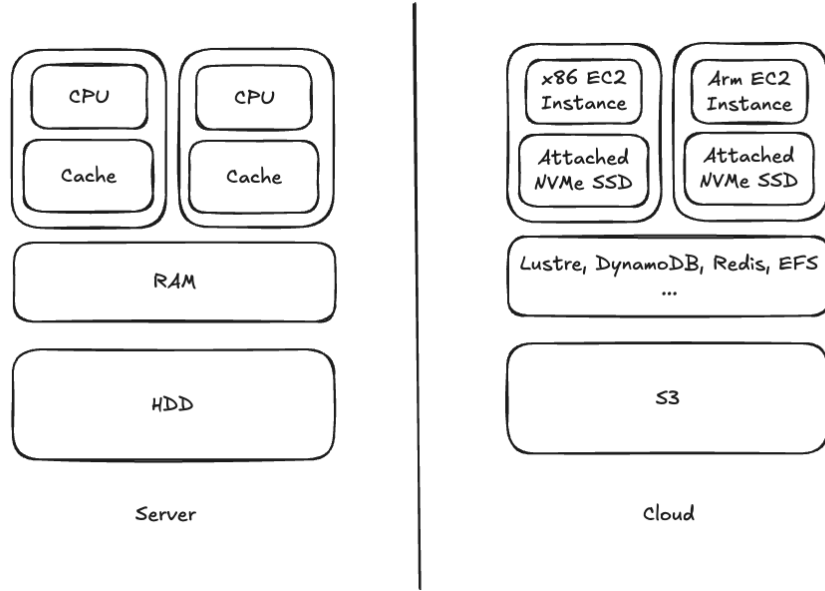 CPU
Cache
CPU
Cache
RAM
HDD
Server
x86 EC2
Instance
Attached
NVMe SSD
Arm EC2
Instance
Attached
NVMe SSD
Lustre, DynamoDB, Redis, EFS
...
S3
Cloud